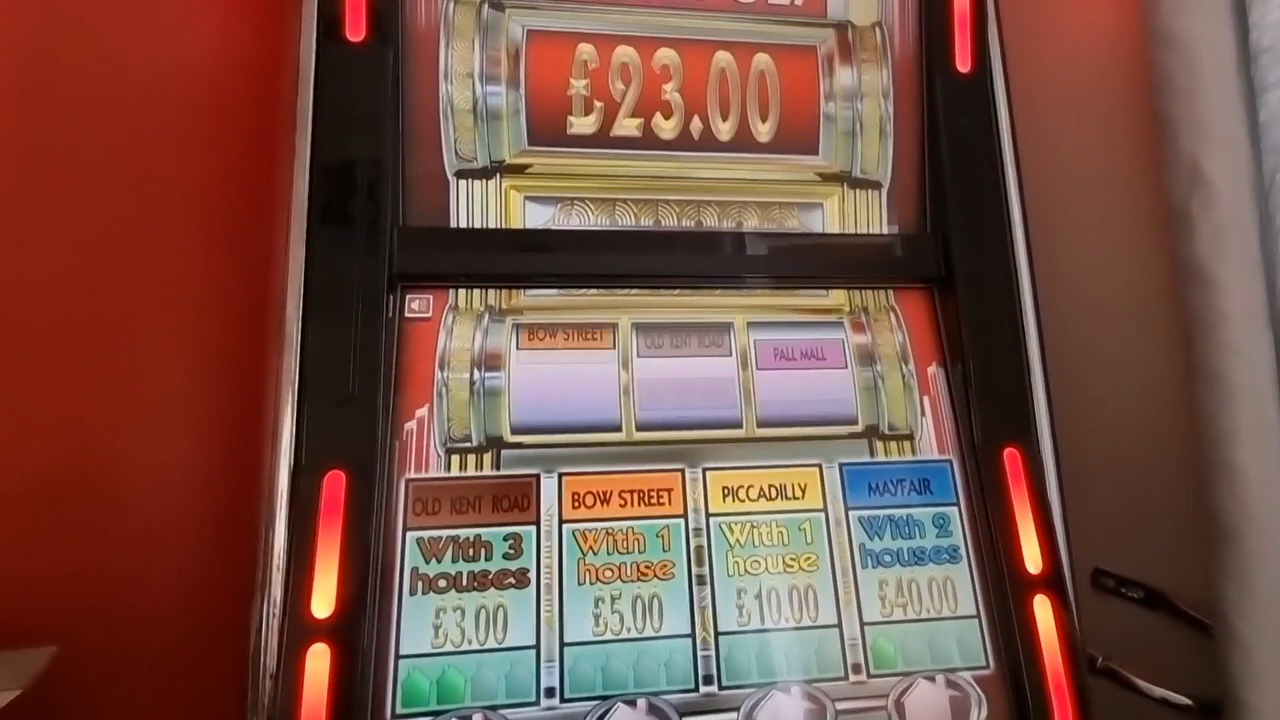 £23.00
BOW STREET
OLD KENT ROAD
PALL MALL
OLD KENT ROAD
With 3
houses
£3.00
BOW STREET
With 1
house
£5.00
PICCADILLY
With 1
house
£10.00
MAYFAIR
With 2
houses
£40.00